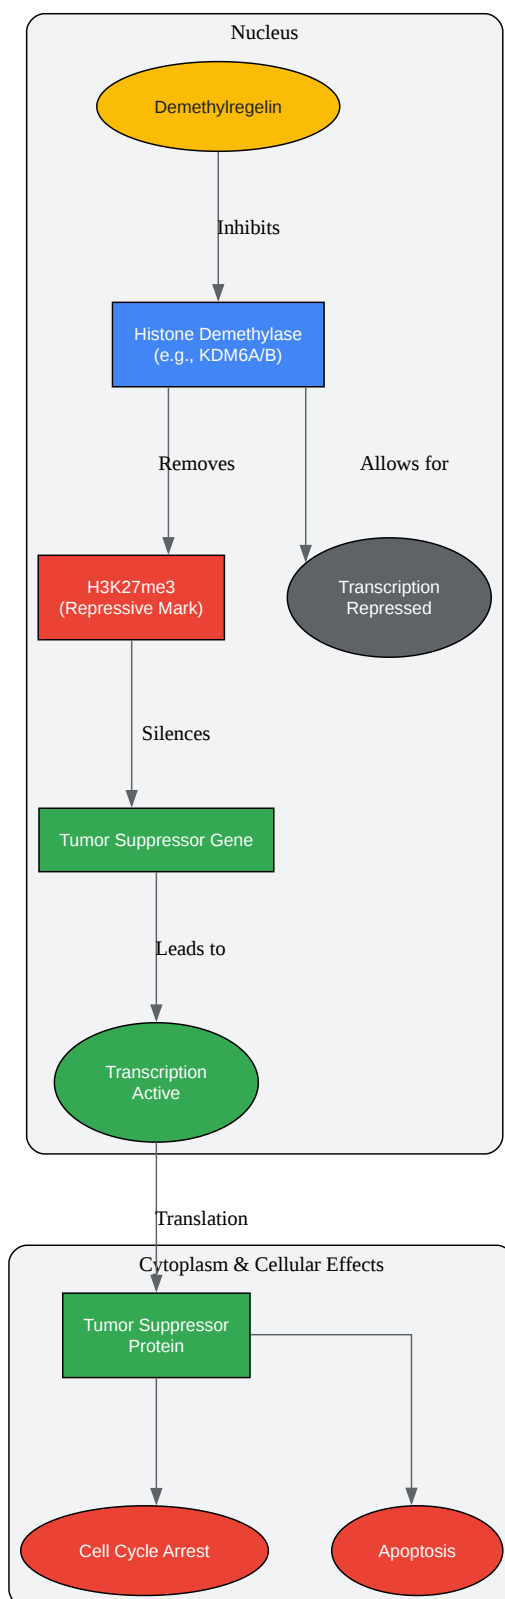 Nucleus
Demethylregelin
Inhibits
Histone Demethylase
(e.g., KDM6A/B)
Removes
Allows for
H3K27me3
(Repressive Mark)
Transcription
Repressed
Silences
Tumor Suppressor Gene
Leads to
Transcription
Active
Translation
Cytoplasm & Cellular Effects
Tumor Suppressor
Protein
Cell Cycle Arrest
Apoptosis